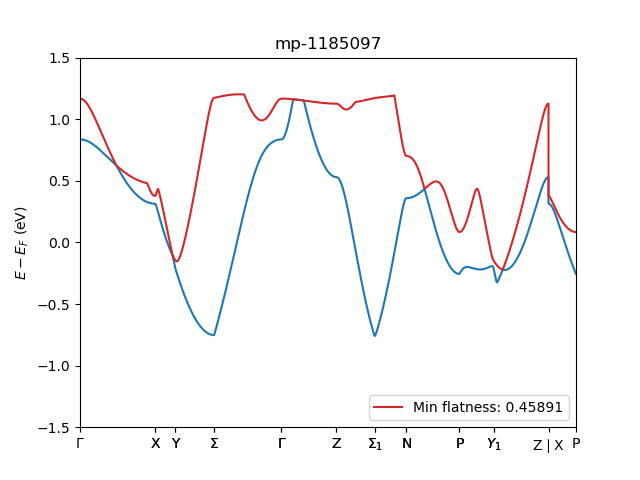 mp-1185097
E − E_F (eV)
1.5
1.0
0.5
0.0
−0.5
−1.0
−1.5
Min flatness: 0.45891
Γ X Y Σ Γ Z Σ₁ N P Y₁ Z | X P